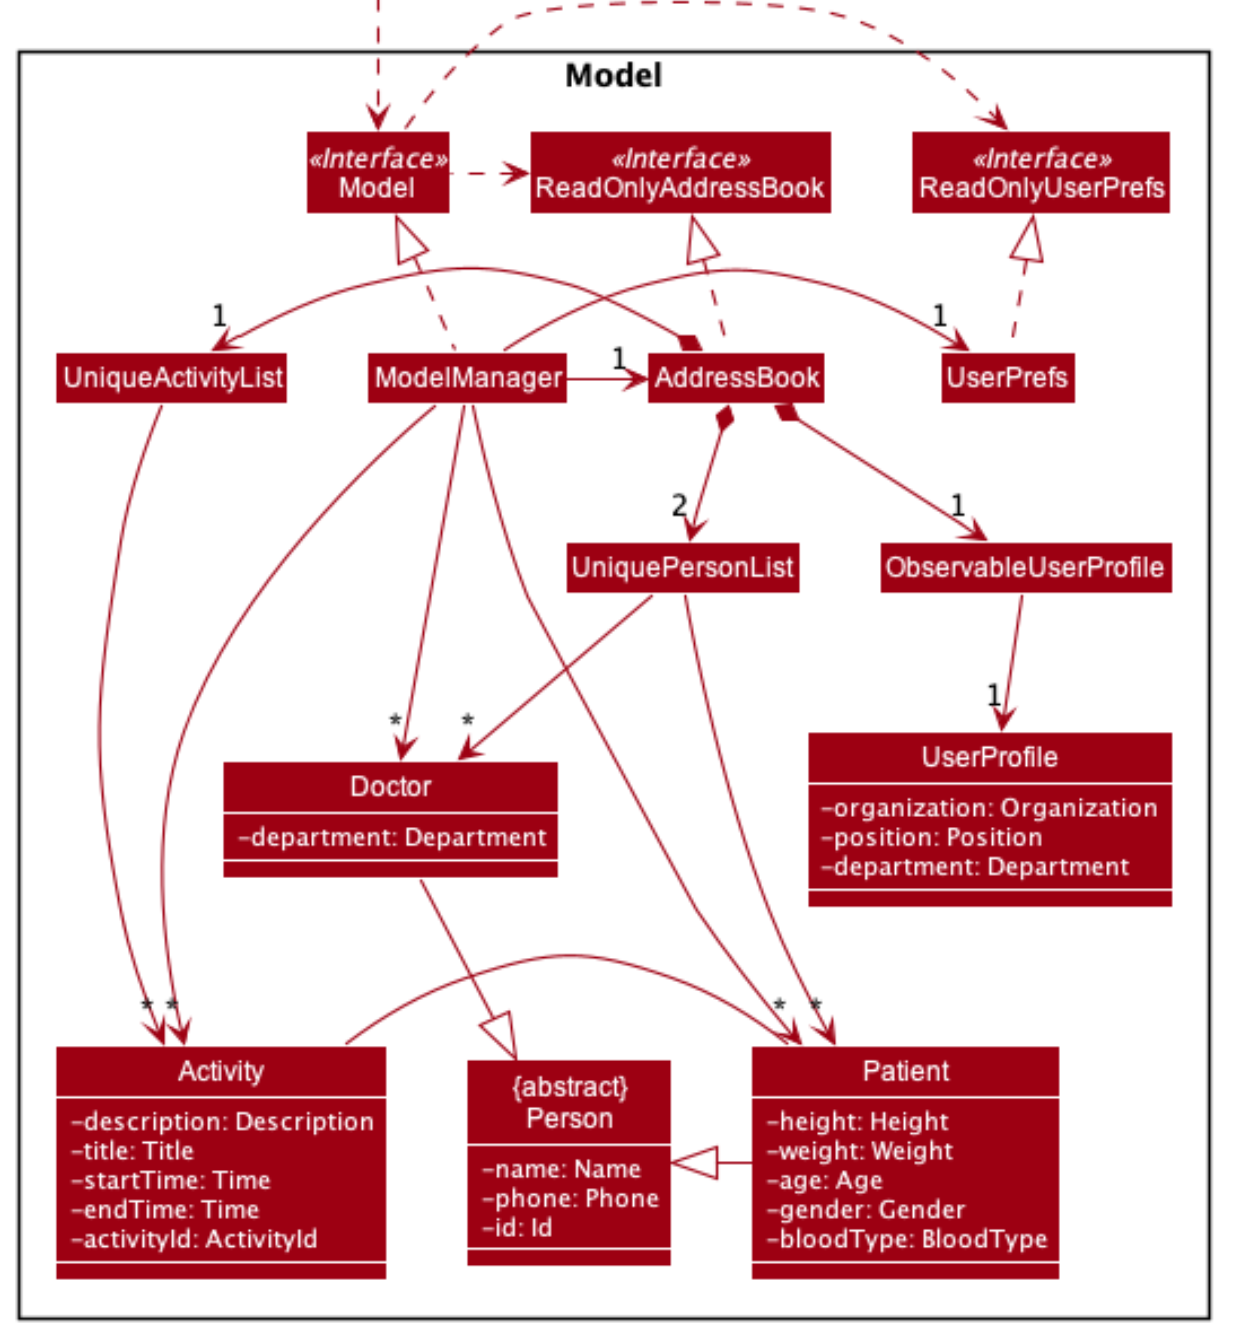 Model
«Interface»
Model
«Interface»
ReadOnlyAddressBook
«Interface»
ReadOnlyUserPrefs
1
1
1
UniqueActivityList
ModelManager
AddressBook
UserPrefs
2
1
UniquePersonList
ObservableUserProfile
1
*
*
Doctor
-department: Department
UserProfile
-organization: Organization
-position: Position
-department: Department
*
*
*
*
Activity
-description: Description
-title: Title
-startTime: Time
-endTime: Time
-activityId: ActivityId
{abstract}
Person
-name: Name
-phone: Phone
-id: Id
Patient
-height: Height
-weight: Weight
-age: Age
-gender: Gender
-bloodType: BloodType